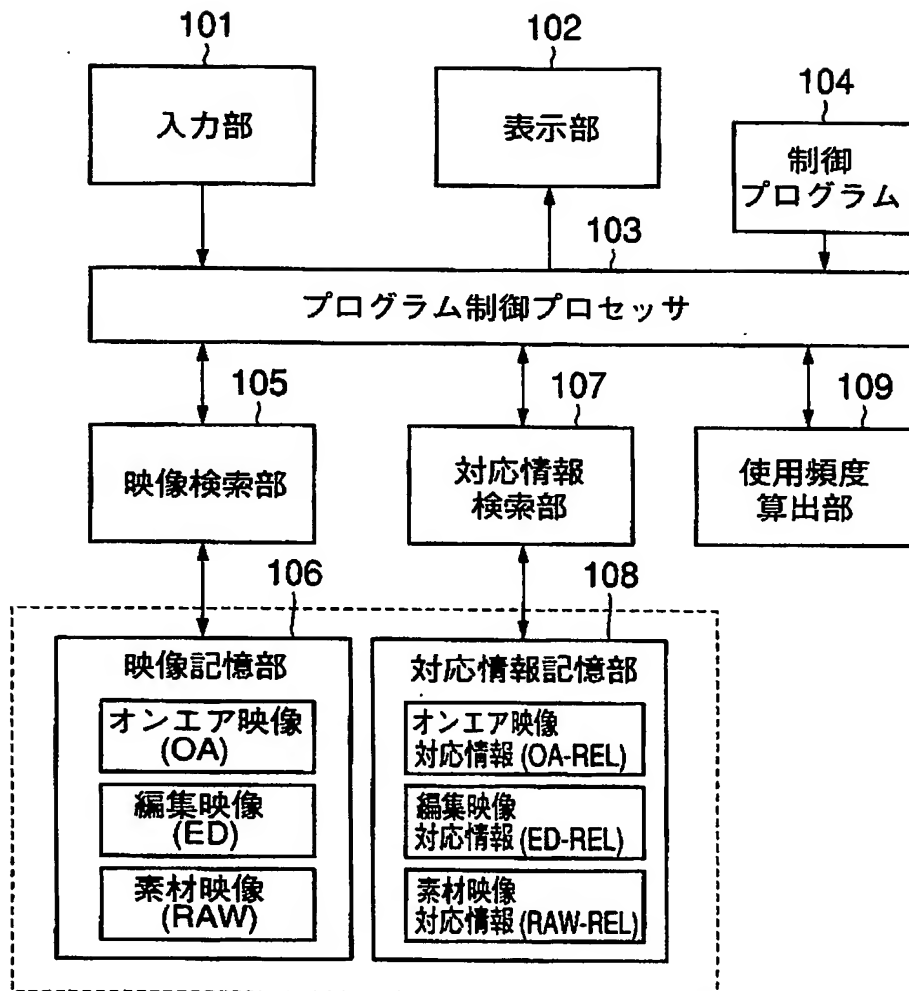 101
入力部
102
表示部
104
制御
プログラム
103
プログラム制御プロセッサ
105
映像検索部
107
対応情報
検索部
109
使用頻度
算出部
106
映像記憶部
オンエア映像
(OA)
編集映像
(ED)
素材映像
(RAW)
108
対応情報記憶部
オンエア映像
対応情報(OA-REL)
編集映像
対応情報(ED-REL)
素材映像
対応情報(RAW-REL)